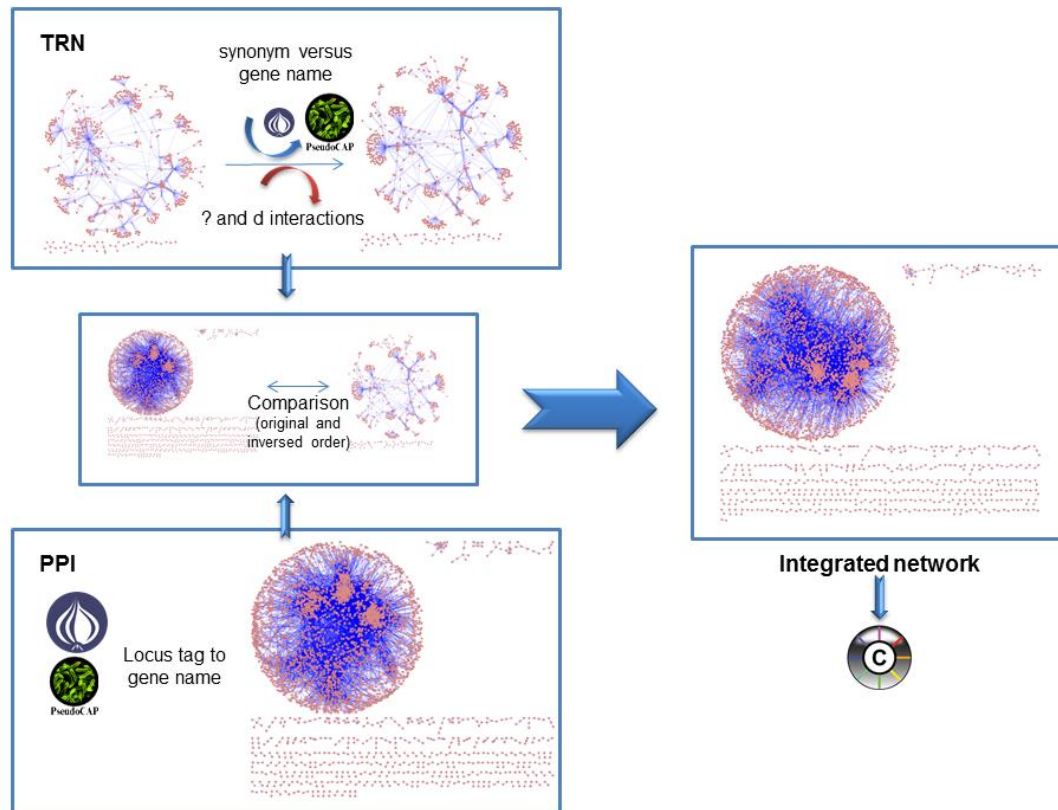 TRN
synonym versus
gene name
PseudoCAP
? and d interactions
Comparison
(original and
inversed order)
PPI
Locus tag to
gene name
PseudoCAP
Integrated network
C